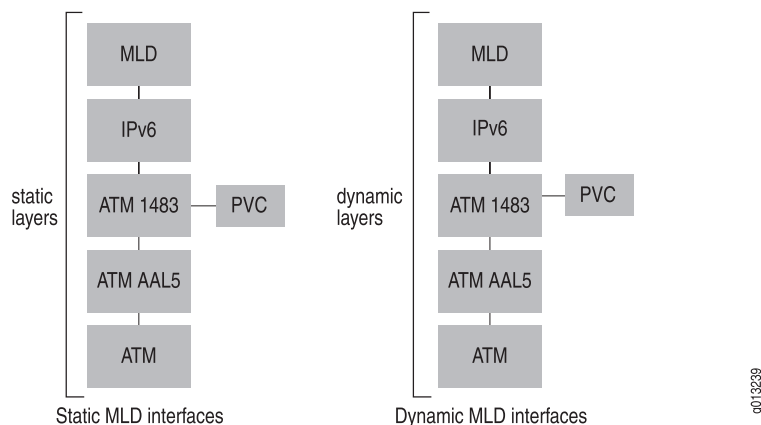 MLD
IPv6
static
layers
ATM 1483
PVC
ATM AAL5
ATM
Static MLD interfaces
MLD
IPv6
dynamic
layers
ATM 1483
PVC
ATM AAL5
ATM
Dynamic MLD interfaces
g013239